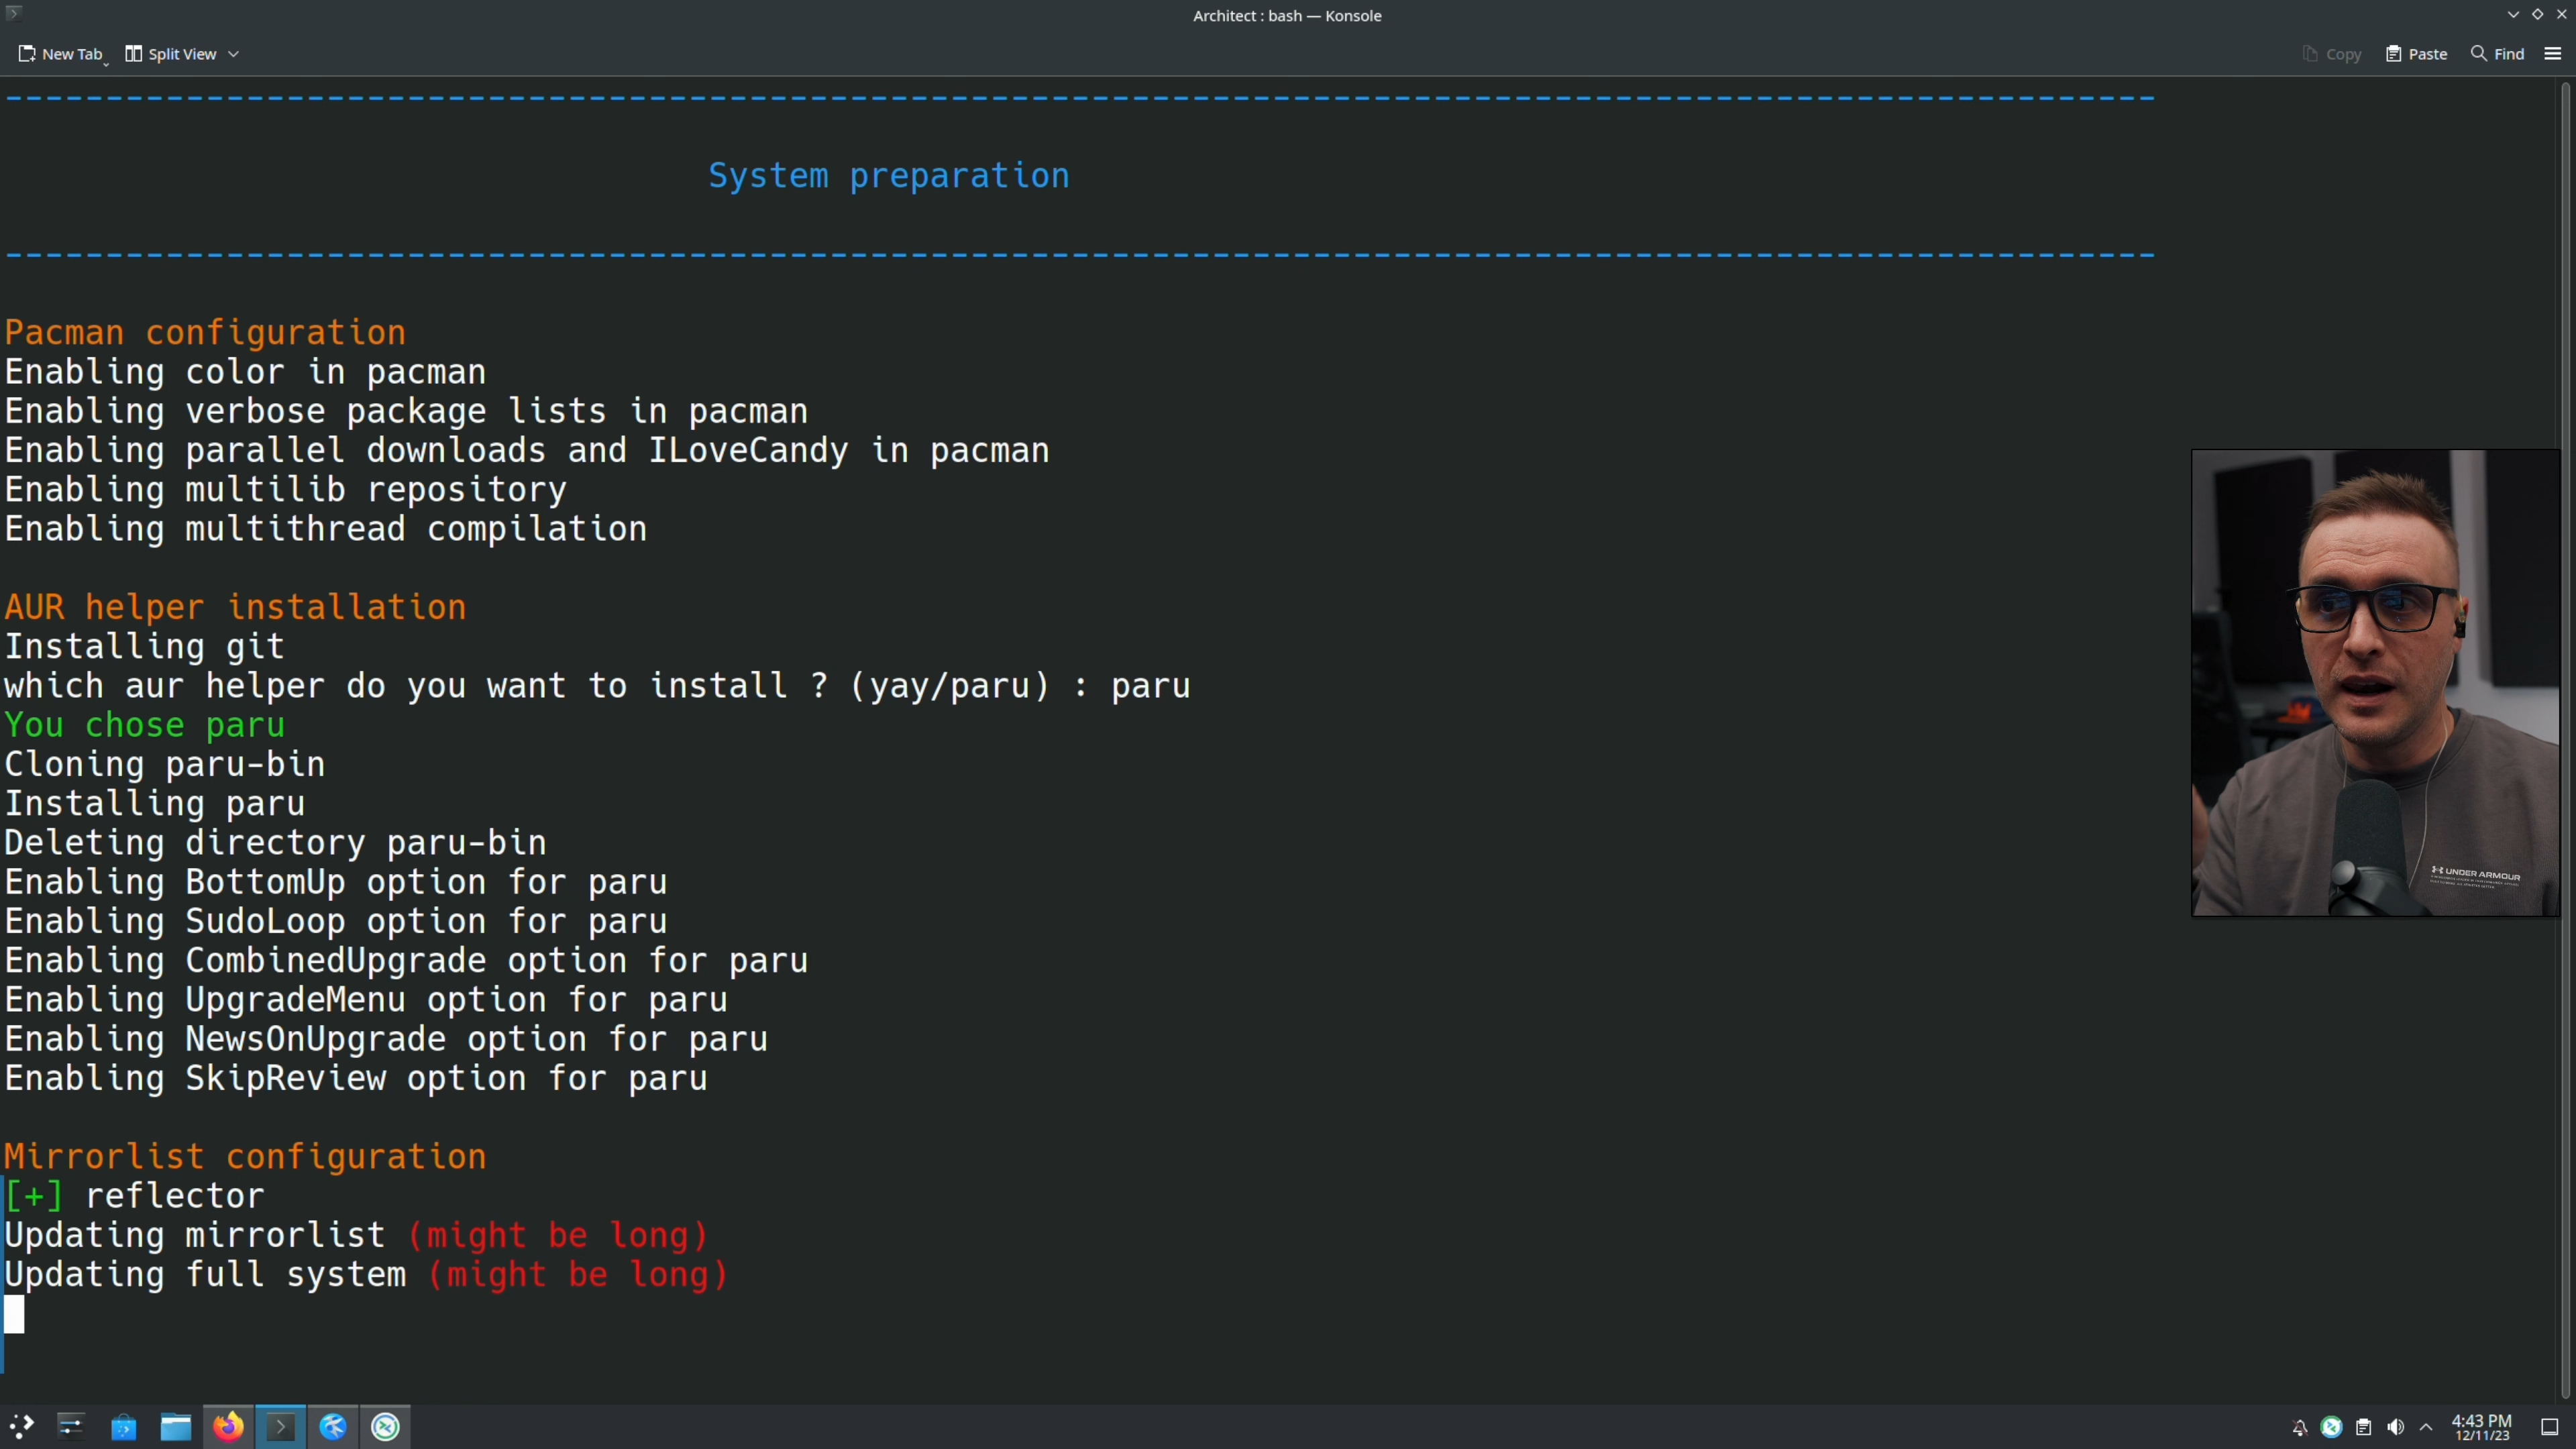 Architect : bash — Konsole
New Tab
Split View
Copy
Paste
Find
System preparation
Pacman configuration
Enabling color in pacman
Enabling verbose package lists in pacman
Enabling parallel downloads and ILoveCandy in pacman
Enabling multilib repository
Enabling multithread compilation
AUR helper installation
Installing git
which aur helper do you want to install ? (yay/paru) : paru
You chose paru
Cloning paru-bin
Installing paru
Deleting directory paru-bin
Enabling BottomUp option for paru
Enabling SudoLoop option for paru
Enabling CombinedUpgrade option for paru
Enabling UpgradeMenu option for paru
Enabling NewsOnUpgrade option for paru
Enabling SkipReview option for paru
Mirrorlist configuration
[+] reflector
Updating mirrorlist (might be long)
Updating full system (might be long)
UNDER ARMOUR
4:43 PM
12/11/23